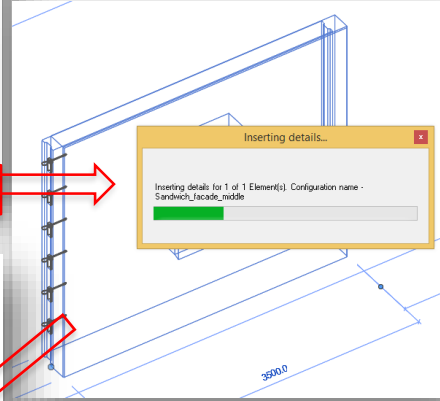 Inserting details...
x
Inserting details for 1 of 1 Element(s). Configuration name -
Sandwich_facade_middle
3500.0